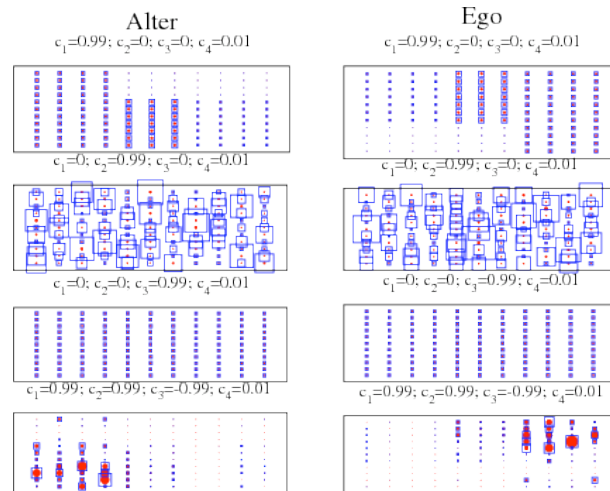 Alter
Ego
c1=0.99; c2=0; c3=0; c4=0.01
c1=0.99; c2=0; c3=0; c4=0.01
c1=0; c2=0.99; c3=0; c4=0.01
c1=0; c2=0.99; c3=0; c4=0.01
c1=0; c2=0; c3=0.99; c4=0.01
c1=0; c2=0; c3=0.99; c4=0.01
c1=0.99; c2=0.99; c3=-0.99; c4=0.01
c1=0.99; c2=0.99; c3=-0.99; c4=0.01